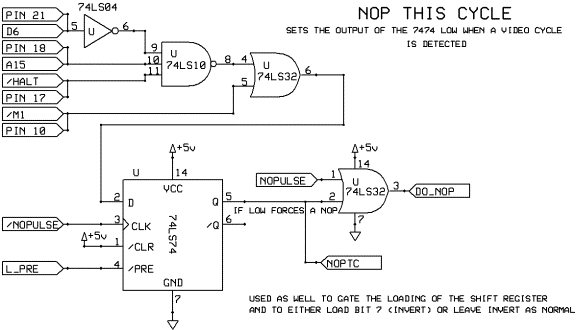 74LS04
NOP THIS CYCLE
SETS THE OUTPUT OF THE 7474 LOW WHEN A VIDEO CYCLE
IS DETECTED
PIN 21
D6
5
6
PIN 18
A15
/HALT
PIN 17
/M1
PIN 10
9
10
11
U
74LS10
8
4
5
U
74LS32
6
+5v
14
U
VCC
2
D
Q
5
/NOPULSE
3
CLK
74LS74
/Q
6
+5v
1
/CLR
L_PRE
4
/PRE
GND
7
IF LOW FORCES A NOP
NOPULSE
1
2
+5v
14
U
74LS32
3
DO_NOP
7
NOPTC
USED AS WELL TO GATE THE LOADING OF THE SHIFT REGISTER
AND TO EITHER LOAD BIT 7 (INVERT) OR LEAVE INVERT AS NORMAL